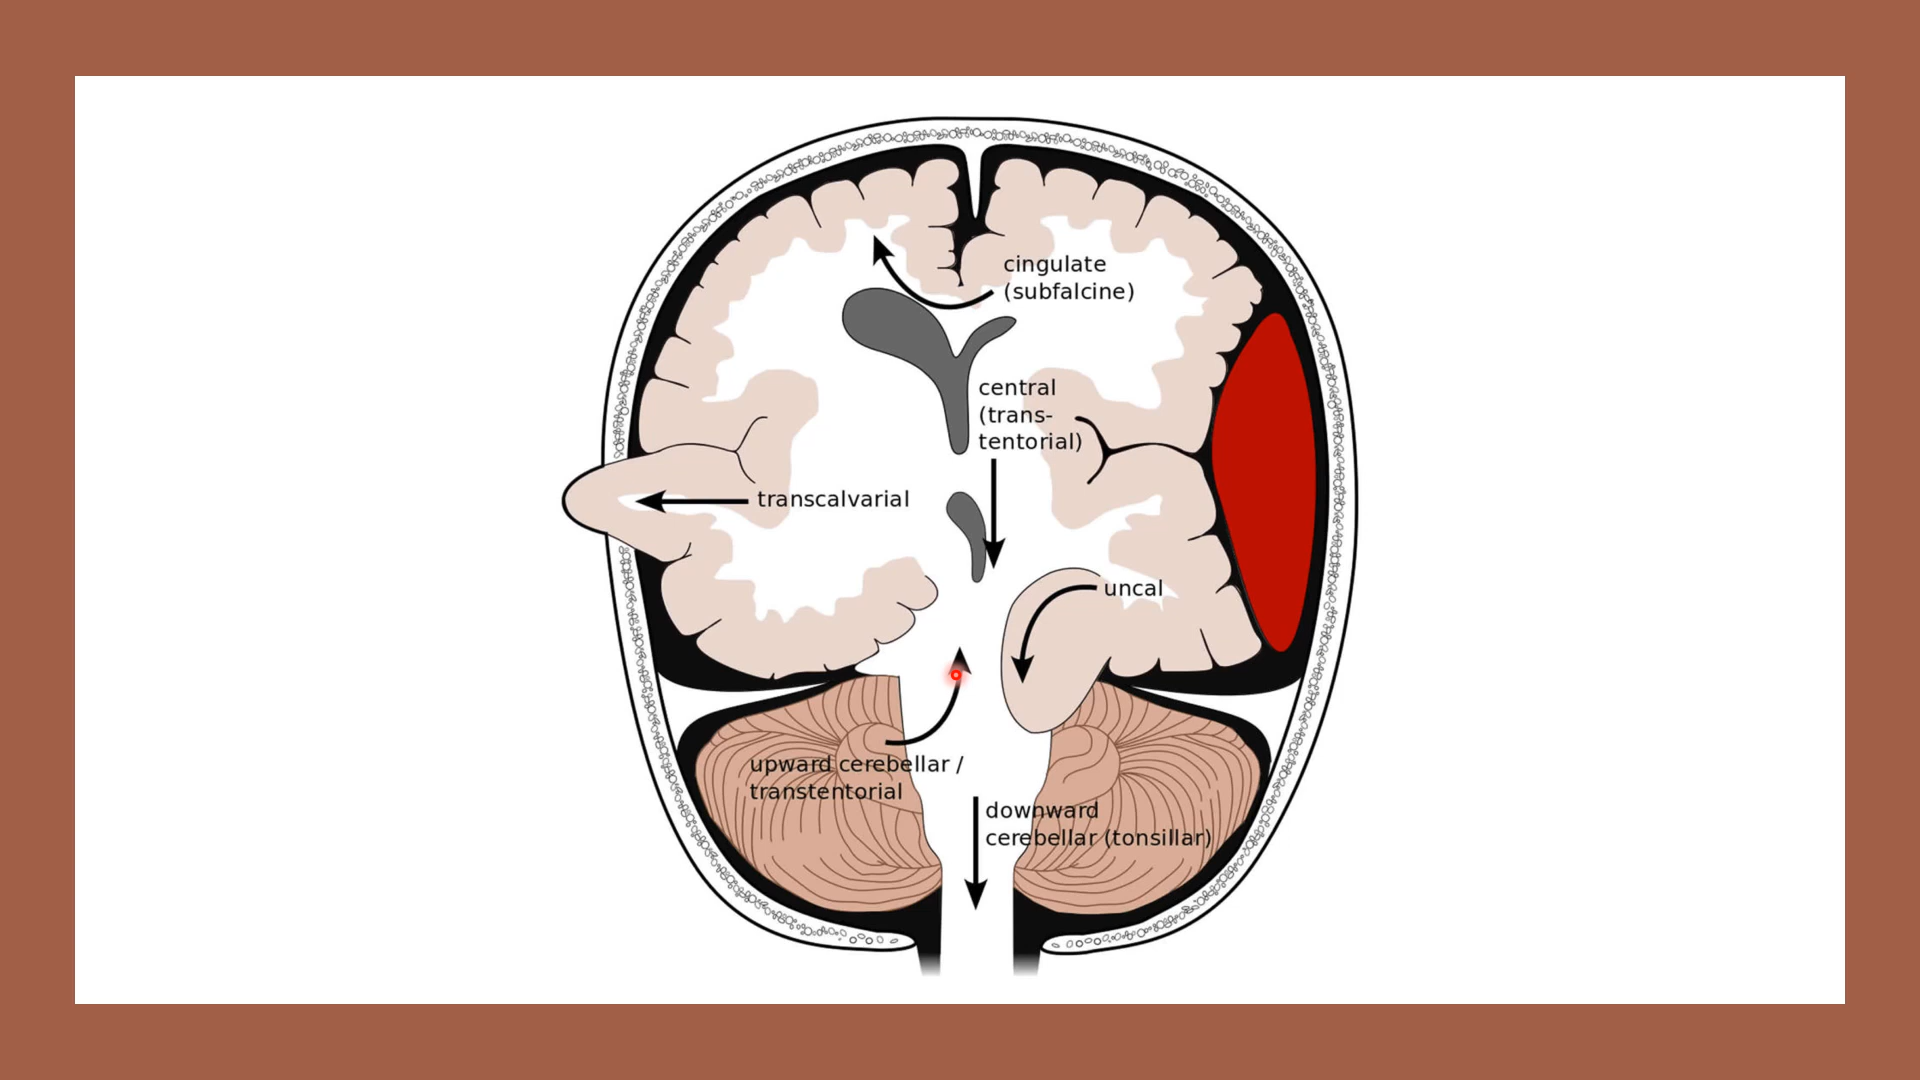 cingulate
(subfalcine)
central
(trans-
tentorial)
transcalvarial
uncal
upward cerebellar /
transtentorial
downward
cerebellar (tonsillar)